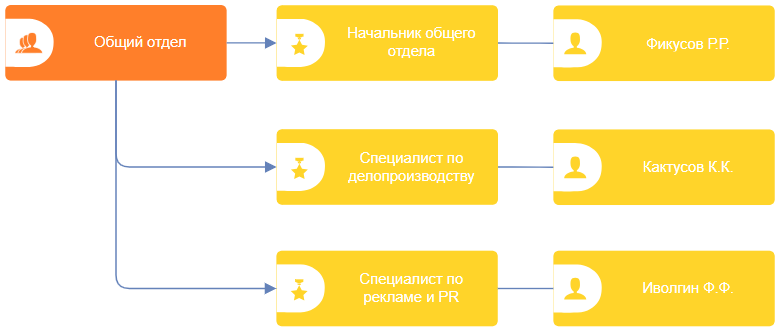 Общий отдел
Начальник общего
отдела
Фикусов Р.Р.
Специалист по
делопроизводству
Кактусов К.К.
Специалист по
рекламе и PR
Иволгин Ф.Ф.